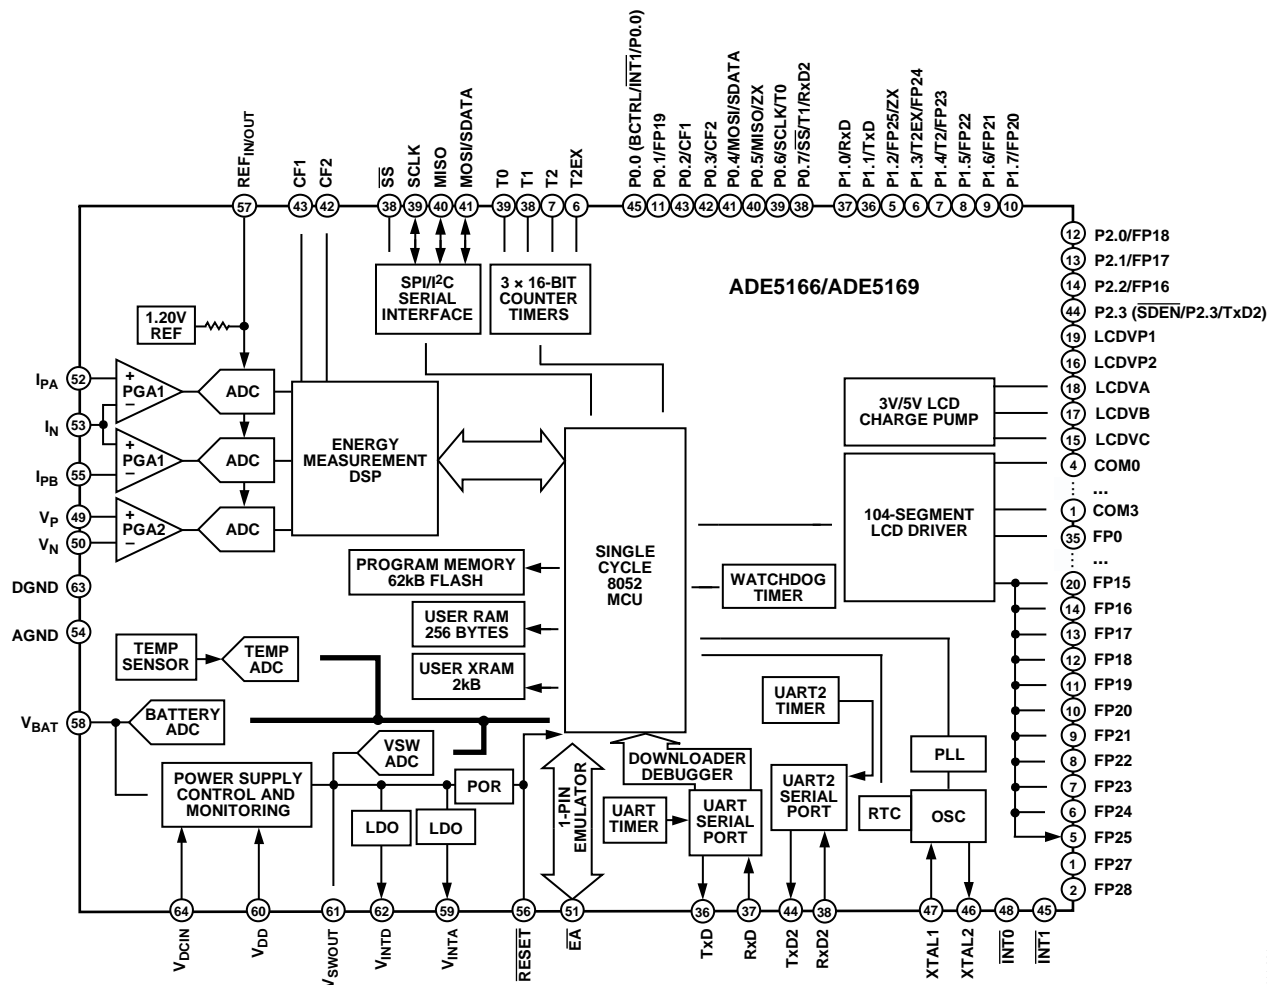 REFIN/OUT
CF1
CF2
SS
SCLK
MISO
MOSI/SDATA
T0
T1
T2
T2EX
P0.0 (BCTRL/INT1/P0.0)
P0.1/FP19
P0.2/CF1
P0.3/CF2
P0.4/MOSI/SDATA
P0.5/MISO/ZX
P0.6/SCLK/T0
P0.7/SS/T1/RxD2
P1.0/RxD
P1.1/TxD
P1.2/FP25/ZX
P1.3/T2EX/FP24
P1.4/T2/FP23
P1.5/FP22
P1.6/FP21
P1.7/FP20
57
43
42
38
39
40
41
39
38
7
6
45
11
43
42
41
40
39
38
37
36
5
6
7
8
9
10
12 P2.0/FP18
13 P2.1/FP17
14 P2.2/FP16
44 P2.3 (SDEN/P2.3/TxD2)
19 LCDVP1
16 LCDVP2
18 LCDVA
17 LCDVB
15 LCDVC
4 COM0
...
1 COM3
35 FP0
...
20 FP15
14 FP16
13 FP17
12 FP18
11 FP19
10 FP20
9 FP21
8 FP22
7 FP23
6 FP24
5 FP25
1 FP27
2 FP28
ADE5166/ADE5169
SPI/I2C
SERIAL
INTERFACE
3 × 16-BIT
COUNTER
TIMERS
1.20V
REF
IPA 52
IN 53
IPB 55
VP 49
VN 50
DGND 63
AGND 54
VBAT 58
+
PGA1
−
ADC
+
PGA1
−
ADC
+
PGA2
−
ADC
ENERGY
MEASUREMENT
DSP
SINGLE
CYCLE
8052
MCU
3V/5V LCD
CHARGE PUMP
104-SEGMENT
LCD DRIVER
PROGRAM MEMORY
62kB FLASH
USER RAM
256 BYTES
USER XRAM
2kB
WATCHDOG
TIMER
TEMP
SENSOR
TEMP
ADC
BATTERY
ADC
VSW
ADC
POWER SUPPLY
CONTROL AND
MONITORING
LDO
LDO
POR
1-PIN
EMULATOR
DOWNLOADER
DEBUGGER
UART
TIMER
UART
SERIAL
PORT
UART2
TIMER
UART2
SERIAL
PORT
PLL
RTC
OSC
64
60
61
62
59
56
51
36
37
44
38
47
46
48
45
VDCIN
VDD
VSWOUT
VINTD
VINTA
RESET
EA
TxD
RxD
TxD2
RxD2
XTAL1
XTAL2
INT0
INT1